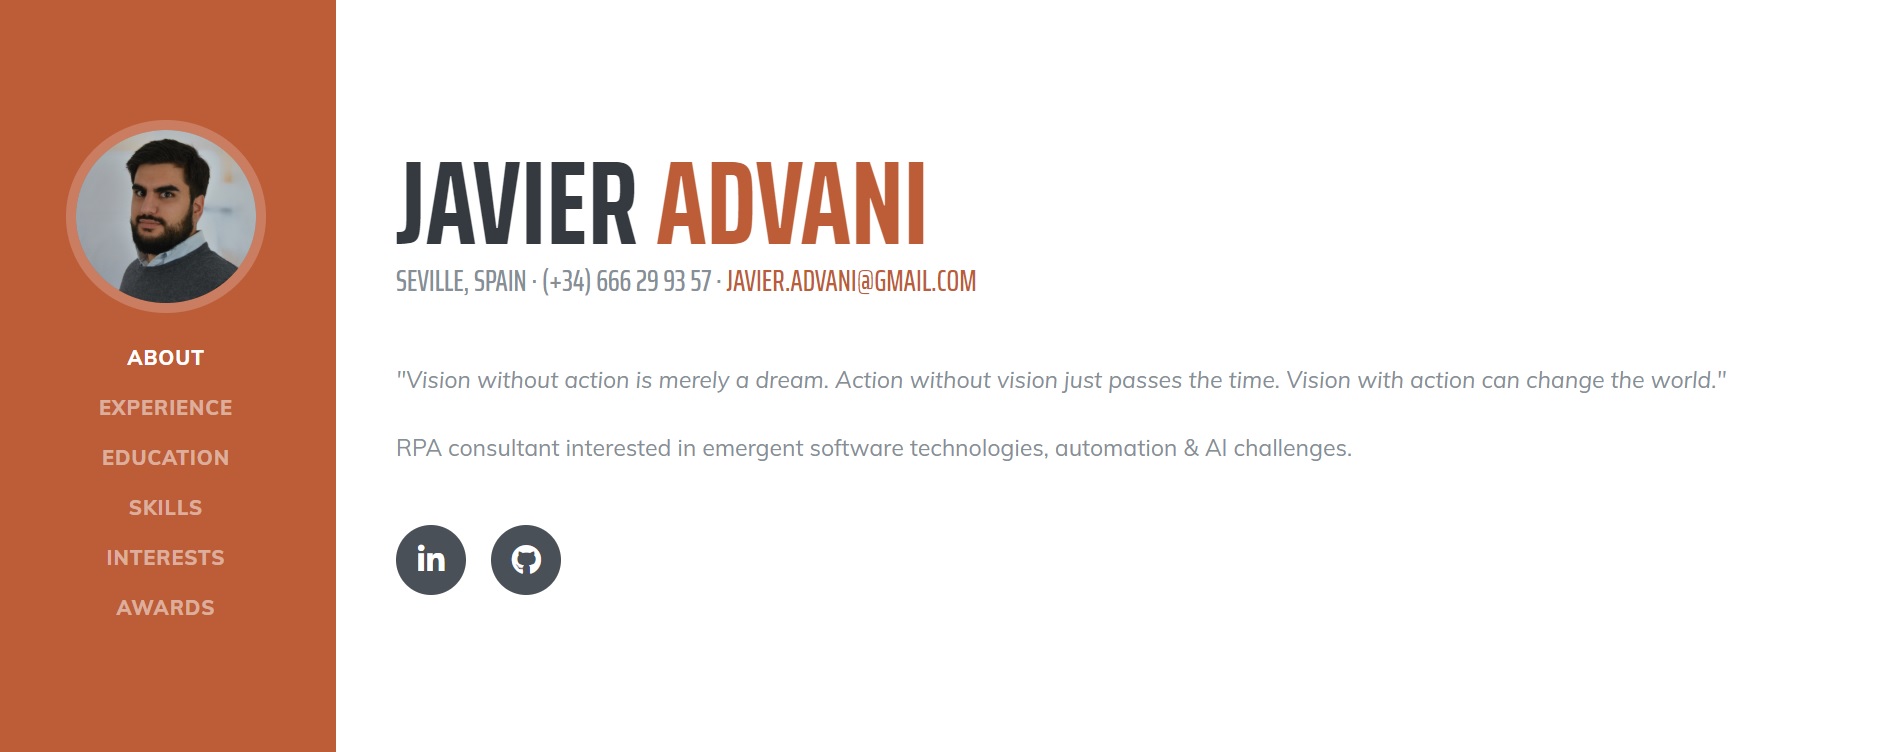 ABOUT
EXPERIENCE
EDUCATION
SKILLS
INTERESTS
AWARDS
JAVIER ADVANI
SEVILLE, SPAIN · (+34) 666 29 93 57 · JAVIER.ADVANI@GMAIL.COM
"Vision without action is merely a dream. Action without vision just passes the time. Vision with action can change the world."
RPA consultant interested in emergent software technologies, automation & AI challenges.
in